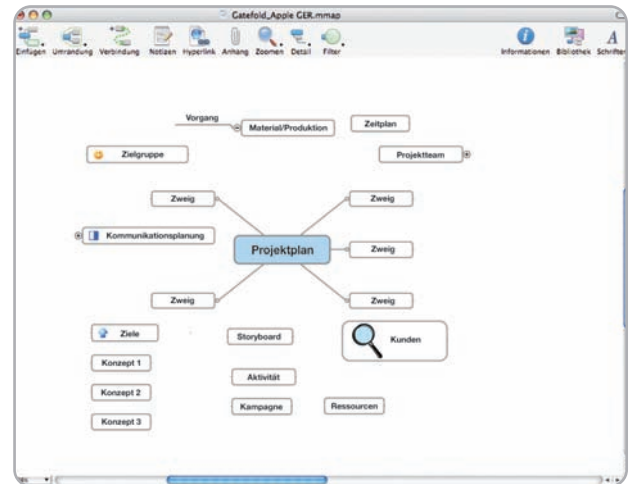 Gatefold_Apple GER.mmap
Einfügen Umrandung Verbindung Notizen Hyperlink Anhang Zoomen Detail Filter Informationen Bibliothek
Vorgang
Material/Produktion
Zeitplan
Zielgruppe
Projektteam
Zweig
Zweig
Kommunikationsplanung
Projektplan
Zweig
Zweig
Zweig
Ziele
Storyboard
Kunden
Konzept 1
Aktivität
Konzept 2
Kampagne
Ressourcen
Konzept 3